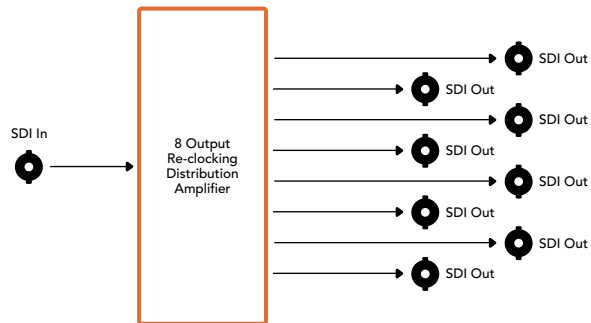 SDI In
8 Output
Re-clocking
Distribution
Amplifier
SDI Out
SDI Out
SDI Out
SDI Out
SDI Out
SDI Out
SDI Out
SDI Out